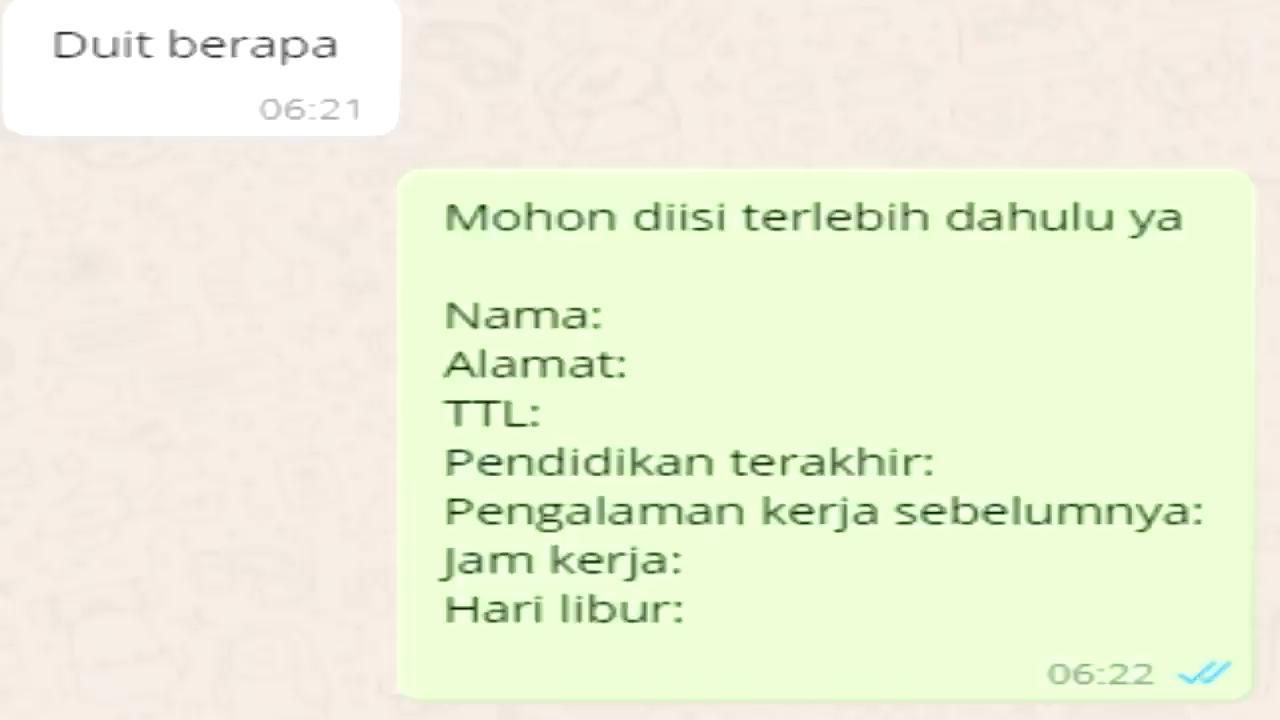 Duit berapa
06:21
Mohon diisi terlebih dahulu ya
Nama:
Alamat:
TTL:
Pendidikan terakhir:
Pengalaman kerja sebelumnya:
Jam kerja:
Hari libur:
06:22